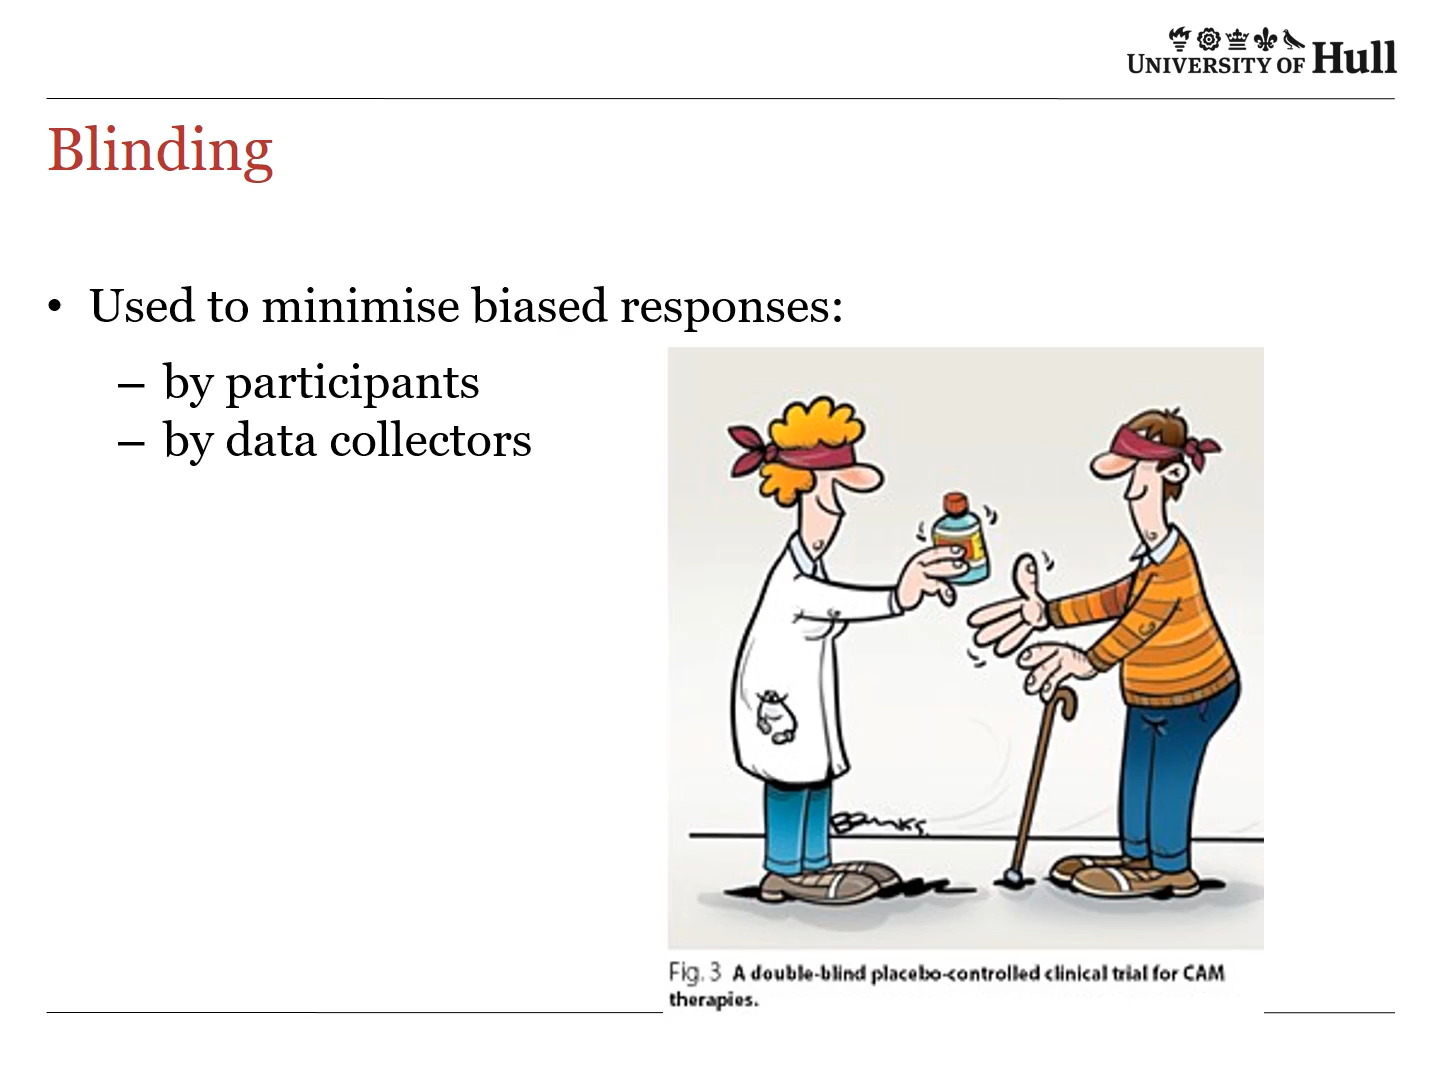 UNIVERSITY OF Hull
Blinding
• Used to minimise biased responses:
– by participants
– by data collectors
Fig. 3 A double-blind placebo-controlled clinical trial for CAM
therapies.